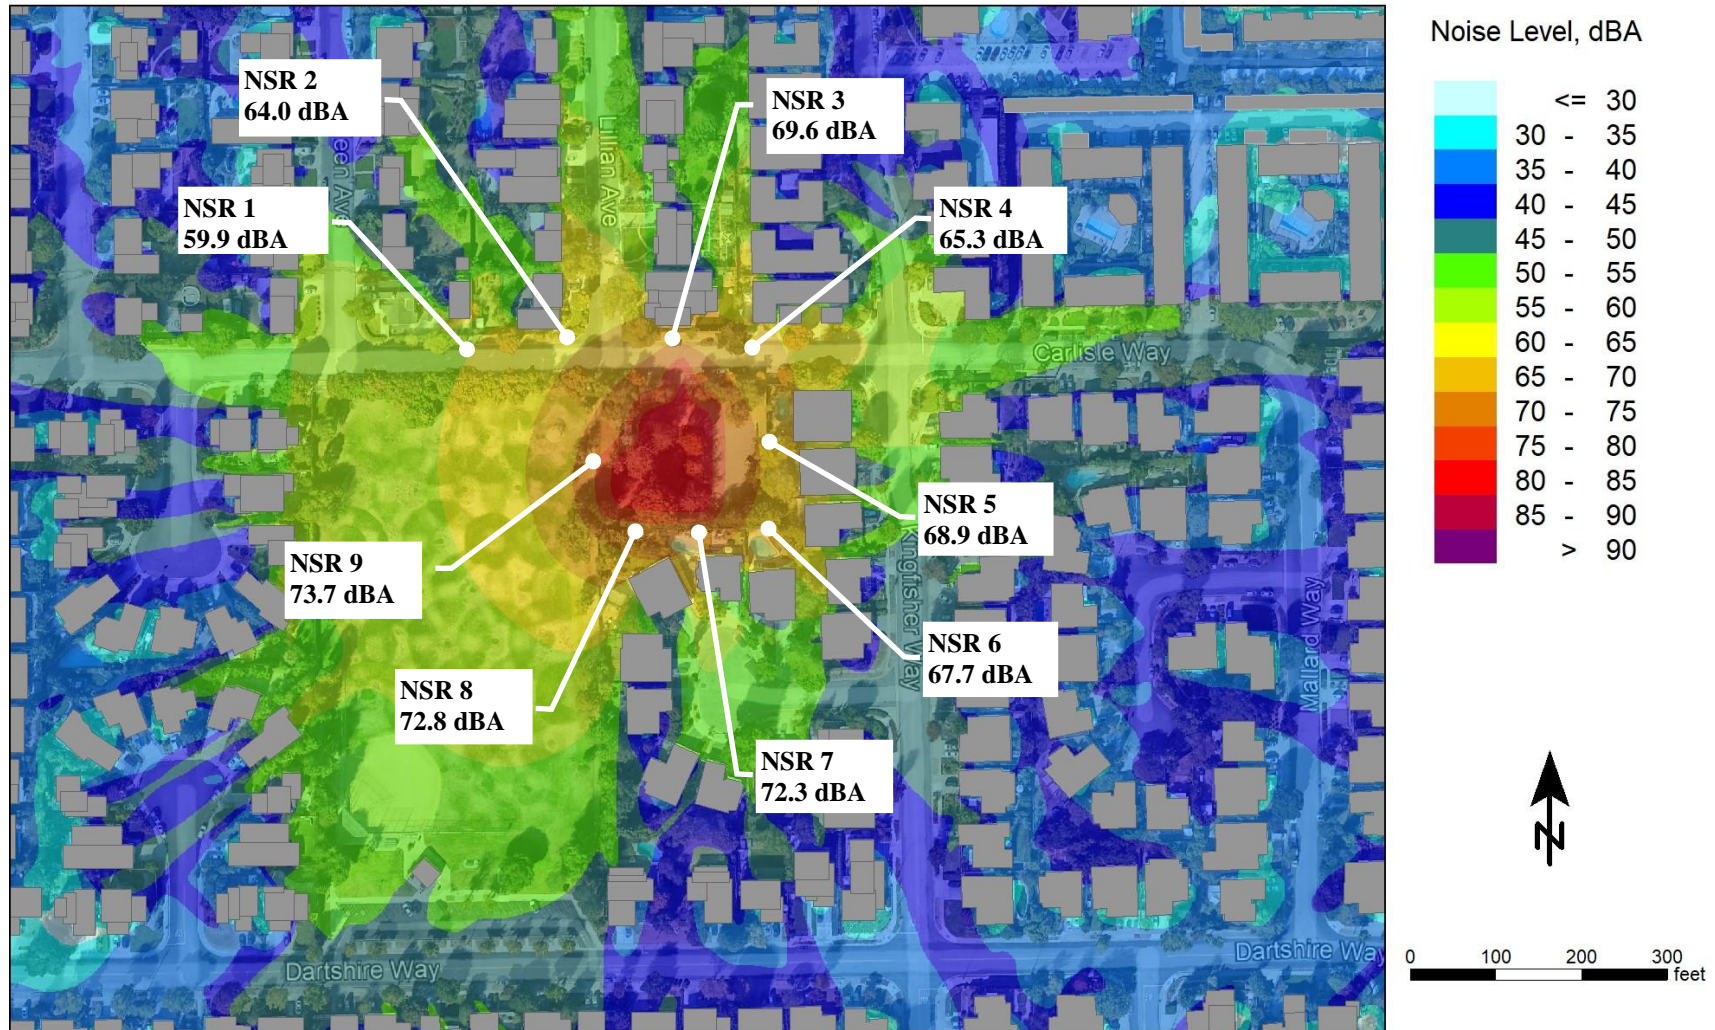 Noise Level, dBA
<= 30
30 - 35
35 - 40
40 - 45
45 - 50
50 - 55
55 - 60
60 - 65
65 - 70
70 - 75
75 - 80
80 - 85
85 - 90
> 90
NSR 2
64.0 dBA
NSR 3
69.6 dBA
NSR 1
59.9 dBA
NSR 4
65.3 dBA
Lillian Ave
Ave
Carlisle Way
NSR 5
68.9 dBA
NSR 9
73.7 dBA
Kingfisher Way
NSR 6
67.7 dBA
Mallard Way
NSR 8
72.8 dBA
NSR 7
72.3 dBA
Dartshire Way
Dartshire Way
N
0 100 200 300
feet